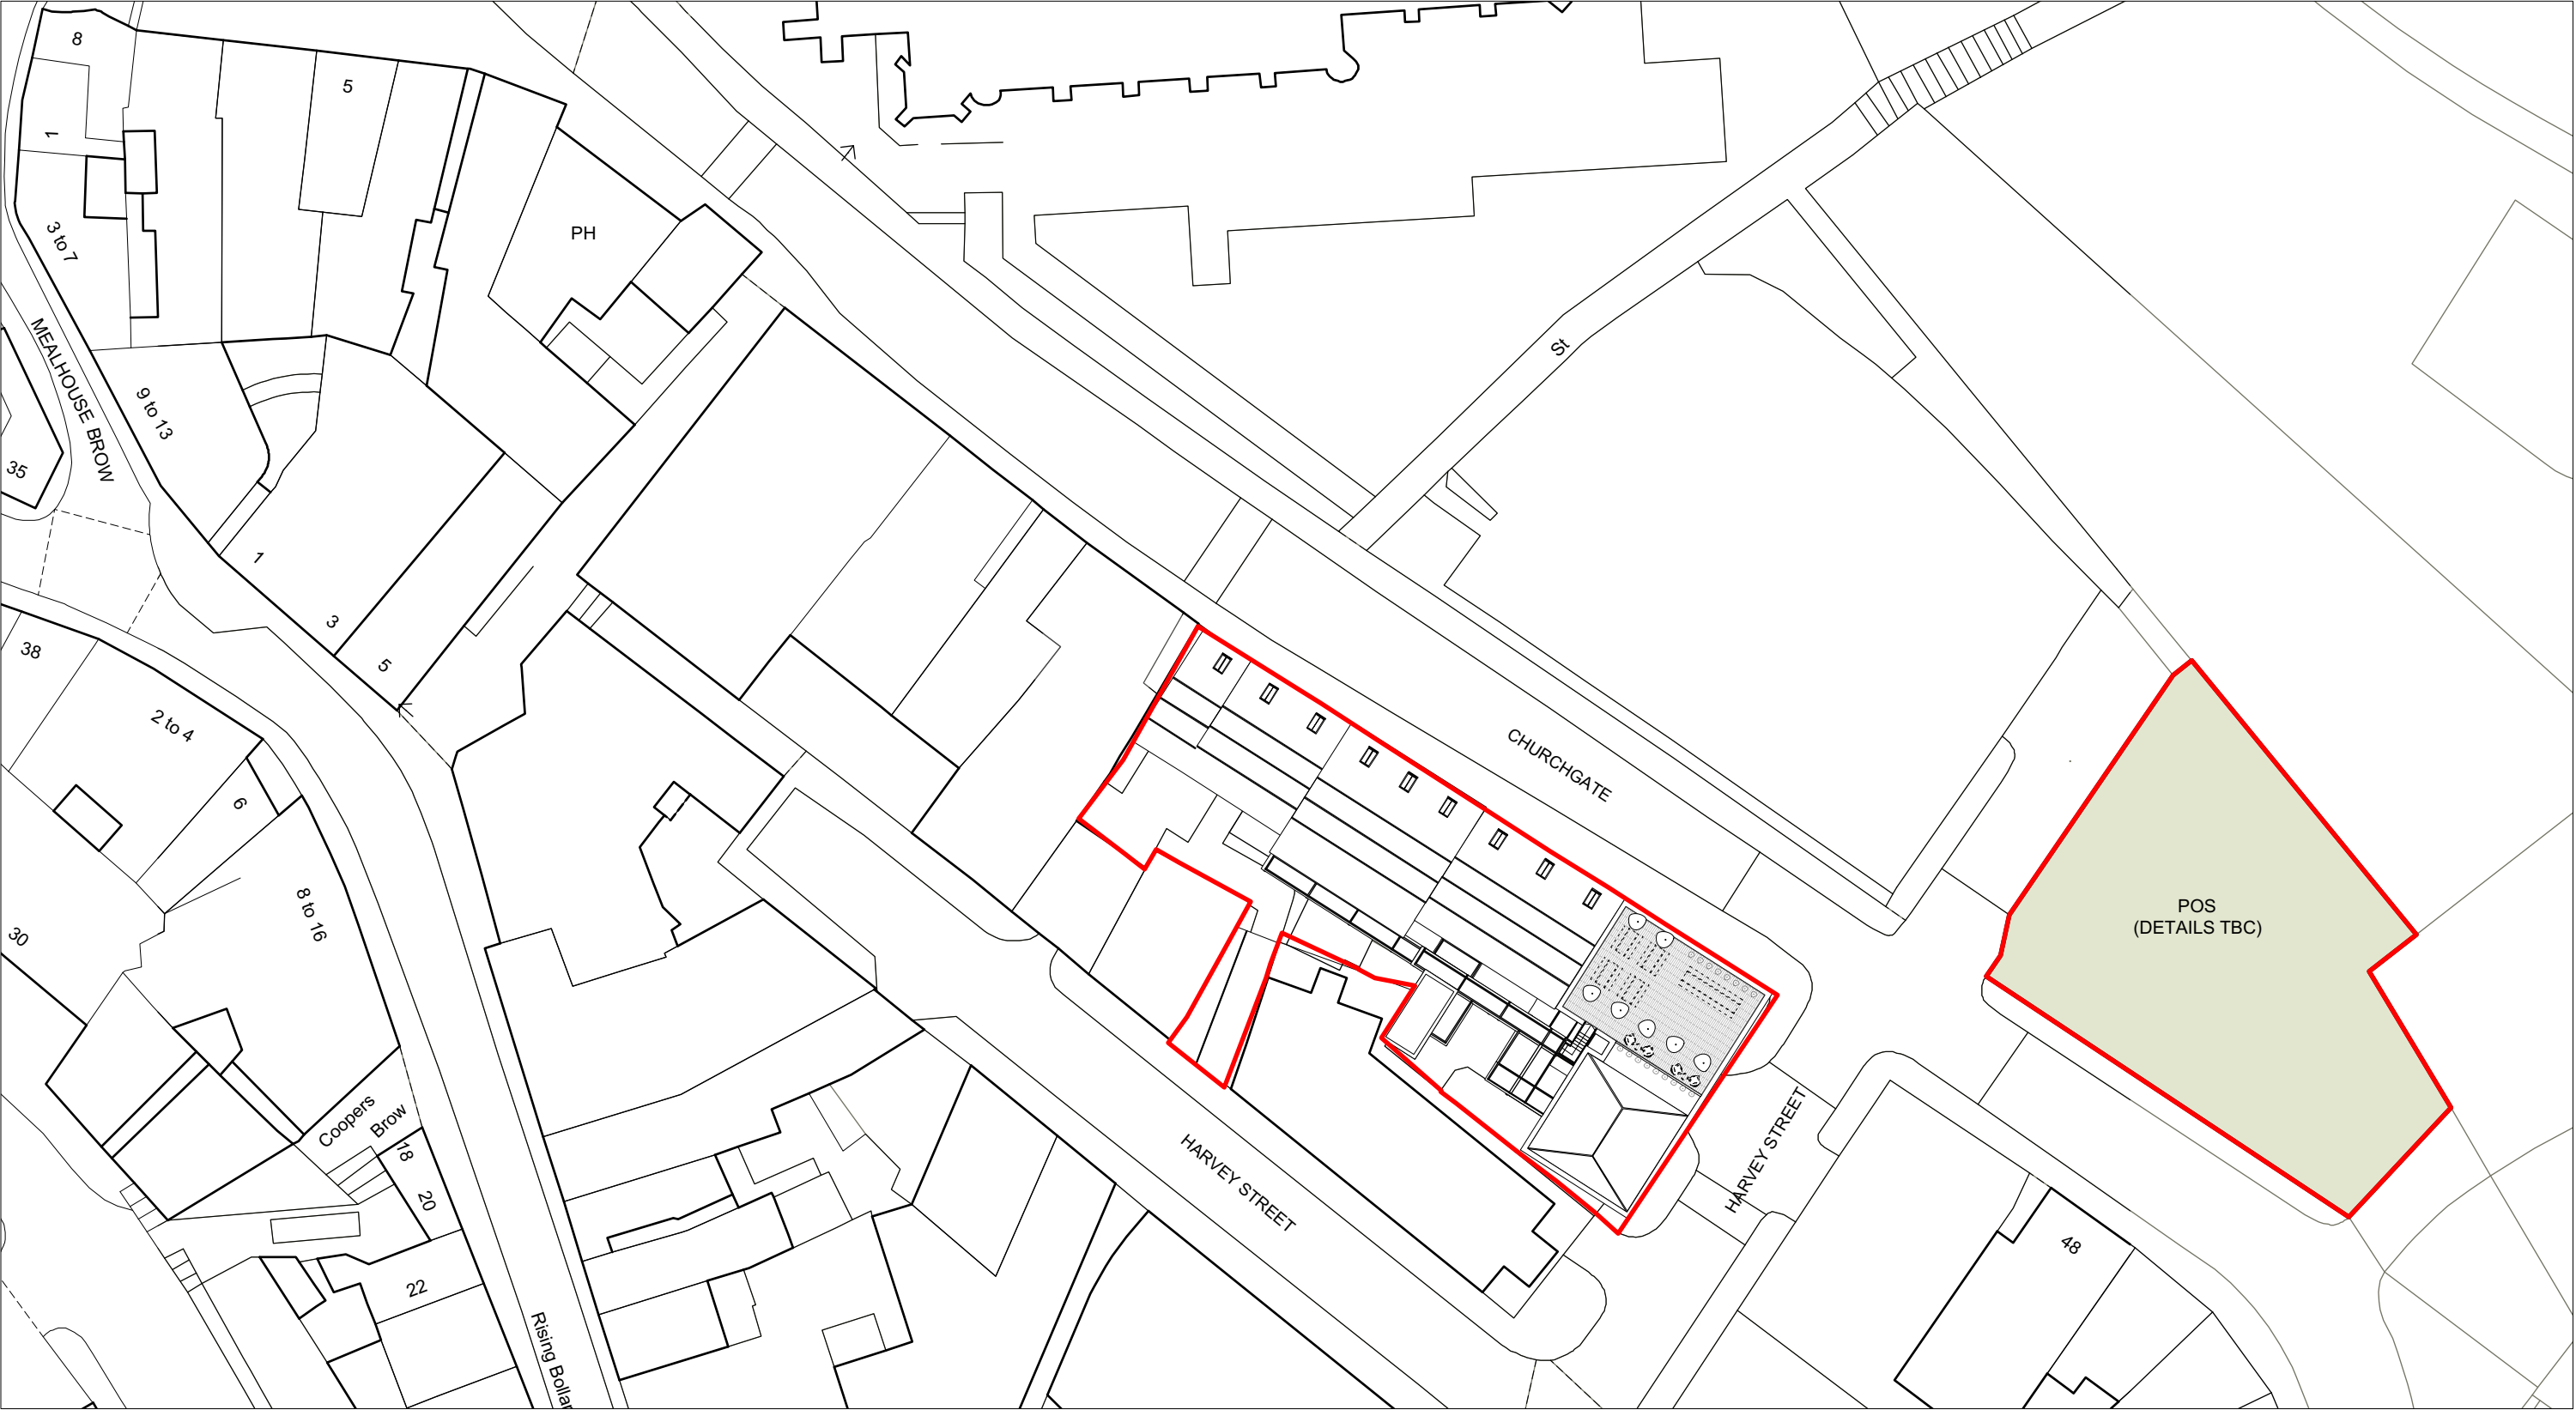 8
5
1
3 to 7
PH
MEALHOUSE BROW
9 to 13
35
St
1
3
5
38
2 to 4
6
8 to 16
30
CHURCHGATE
POS
(DETAILS TBC)
Coopers
Brow
18
20
22
HARVEY STREET
HARVEY STREET
48
Rising Bollar